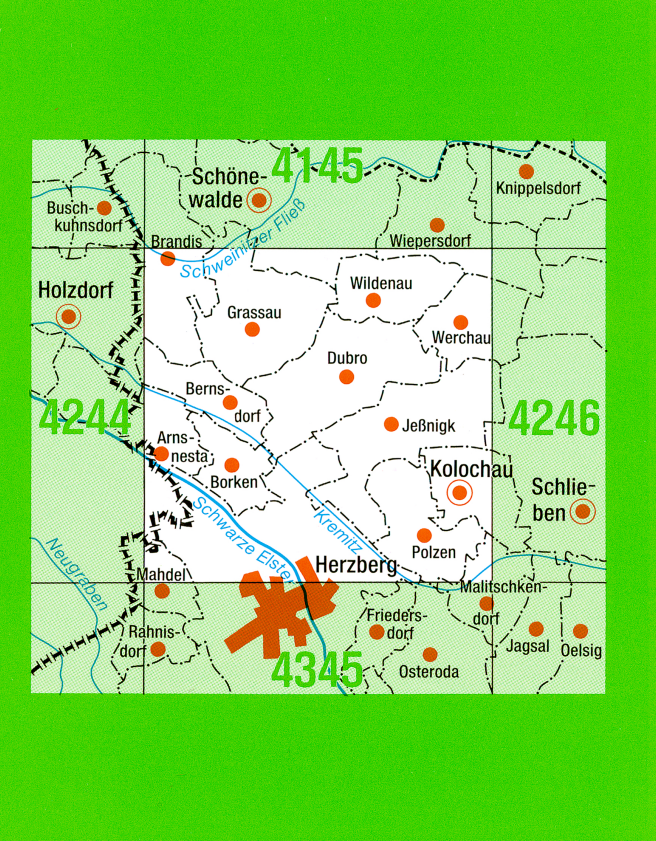 4145
Schöne-
walde
Knippelsdorf
Busch-
kuhnsdorf
Schweinitzer Fließ
Brandis
Wiepersdorf
Holzdorf
Wildenau
Grassau
Werchau
Dubro
Berns-
dorf
4244
4246
Jeßnigk
Arns-
nesta
Borken
Kolochau
Schlie-
ben
Schwarze Elster
Kremitz
Polzen
Neugraben
Herzberg
Mahdel
Malitschken-
dorf
Frieders-
dorf
Rahnis-
dorf
Jagsal
Oelsig
Osteroda
4345